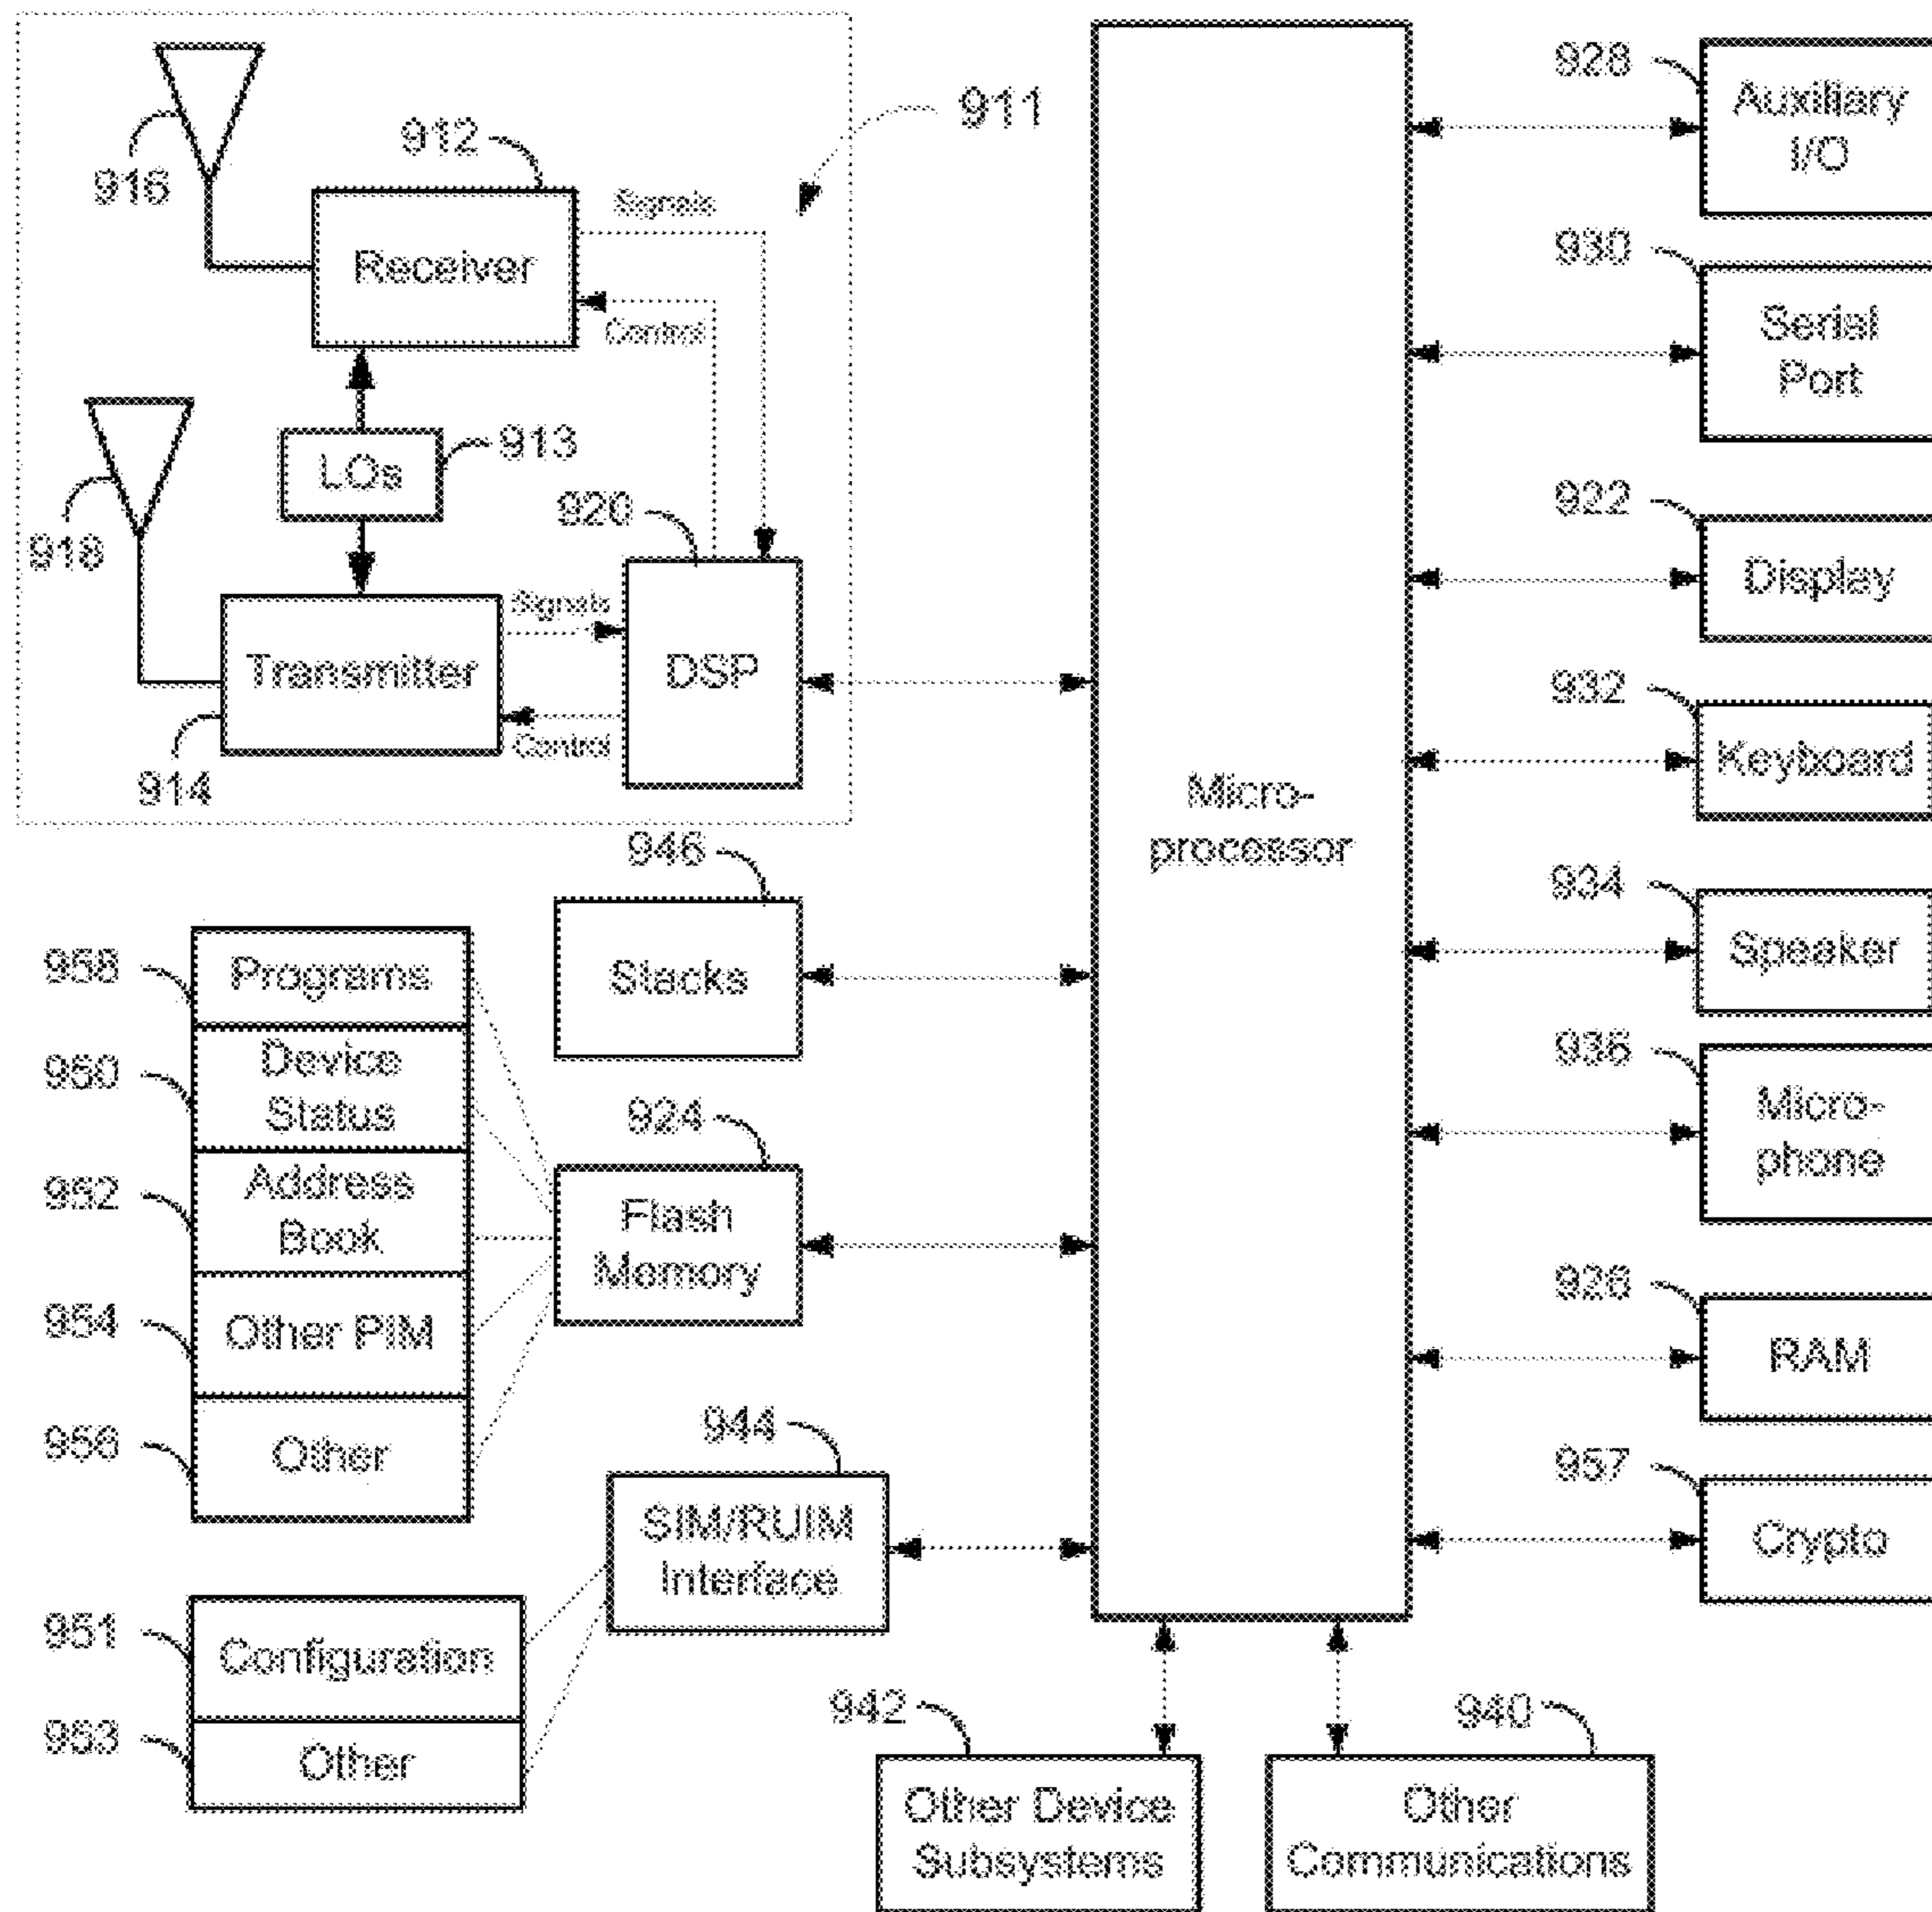 916
912
Receiver
Signals
Control
911
LOs
913
918
Transmitter
914
Signals
Control
920
DSP
Micro-
processor
946
Stacks
958
Programs
950
Device
Status
952
Address
Book
954
Other PIM
956
Other
924
Flash
Memory
944
SIM/RUIM
Interface
951
Configuration
953
Other
942
Other Device
Subsystems
940
Other
Communications
928
Auxiliary
I/O
930
Serial
Port
922
Display
932
Keyboard
934
Speaker
936
Micro-
phone
926
RAM
957
Crypto